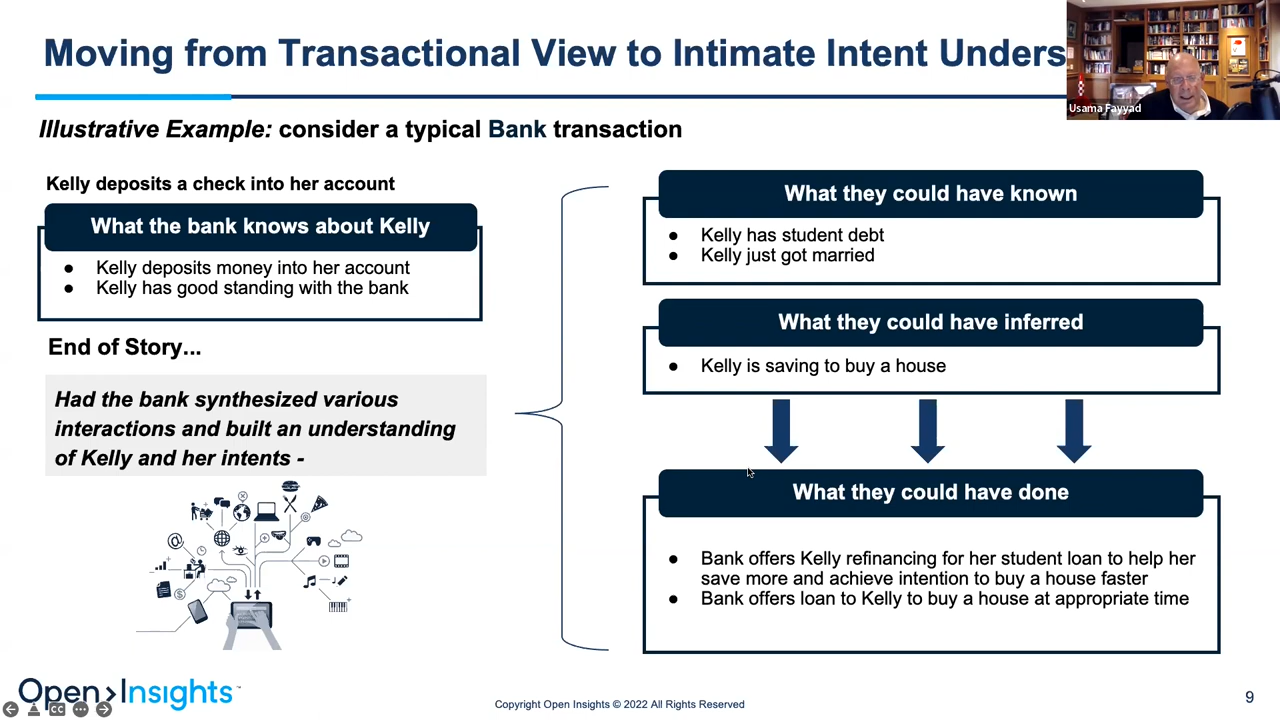 Moving from Transactional View to Intimate Intent Unders
Usama Fayyad
Illustrative Example: consider a typical Bank transaction
Kelly deposits a check into her account
What the bank knows about Kelly
● Kelly deposits money into her account
● Kelly has good standing with the bank
End of Story...
Had the bank synthesized various
interactions and built an understanding
of Kelly and her intents -
What they could have known
● Kelly has student debt
● Kelly just got married
What they could have inferred
● Kelly is saving to buy a house
What they could have done
● Bank offers Kelly refinancing for her student loan to help her
save more and achieve intention to buy a house faster
● Bank offers loan to Kelly to buy a house at appropriate time
Open>Insights™
CC
Copyright Open Insights © 2022 All Rights Reserved
9